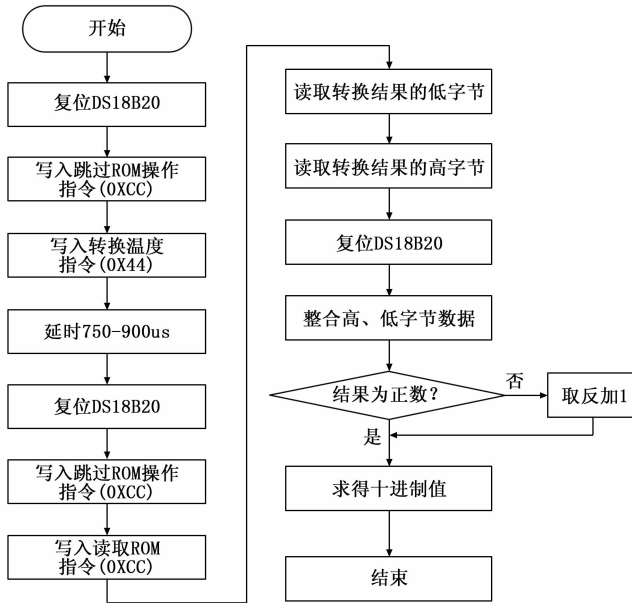 开始
复位DS18B20
写入跳过ROM操作
指令(0XCC)
写入转换温度
指令(0X44)
延时750-900us
复位DS18B20
写入跳过ROM操作
指令(0XCC)
写入读取ROM
指令(0XCC)
读取转换结果的低字节
读取转换结果的高字节
复位DS18B20
整合高、低字节数据
结果为正数?
否
取反加1
是
求得十进制值
结束